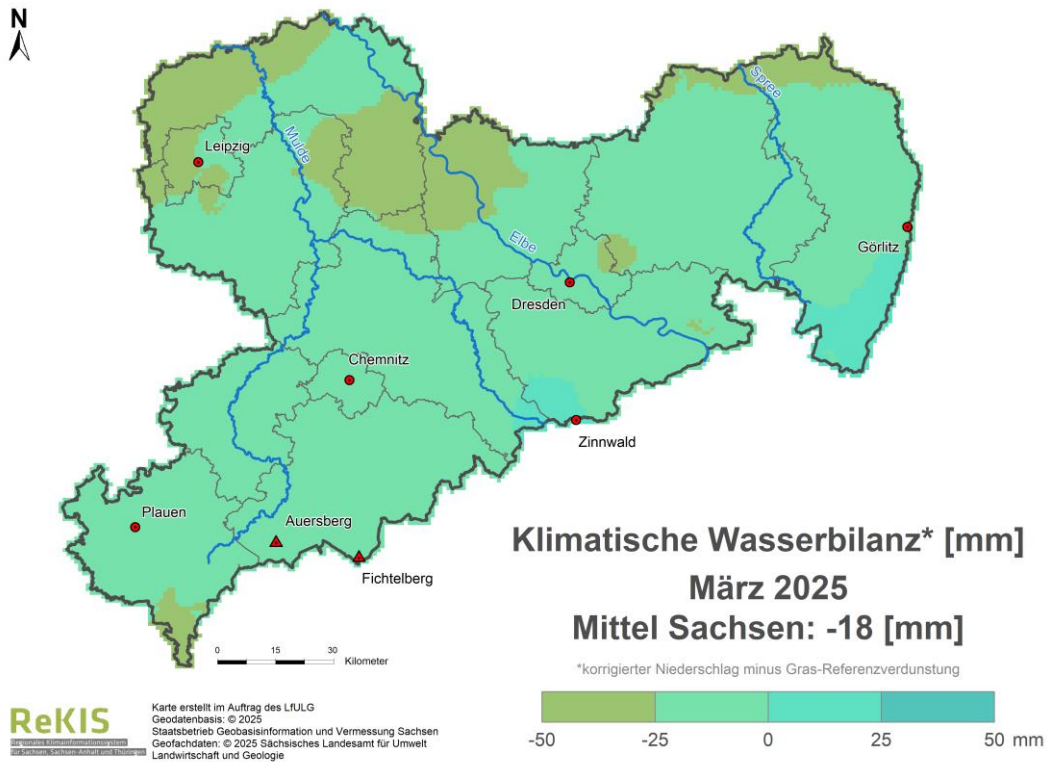 N
Spree
Leipzig
Mulde
Görlitz
Elbe
Dresden
Chemnitz
Zinnwald
Plauen
Auersberg
Fichtelberg
Klimatische Wasserbilanz* [mm]
März 2025
Mittel Sachsen: -18 [mm]
*korrigierter Niederschlag minus Gras-Referenzverdunstung
0 15 30
Kilometer
-50 -25 0 25 50 mm
ReKIS
Regionales Klimainformationssystem
für Sachsen, Sachsen-Anhalt und Thüringen
Karte erstellt im Auftrag des LfULG
Geodatenbasis: © 2025
Staatsbetrieb Geobasisinformation und Vermessung Sachsen
Geofachdaten: © 2025 Sächsisches Landesamt für Umwelt
Landwirtschaft und Geologie